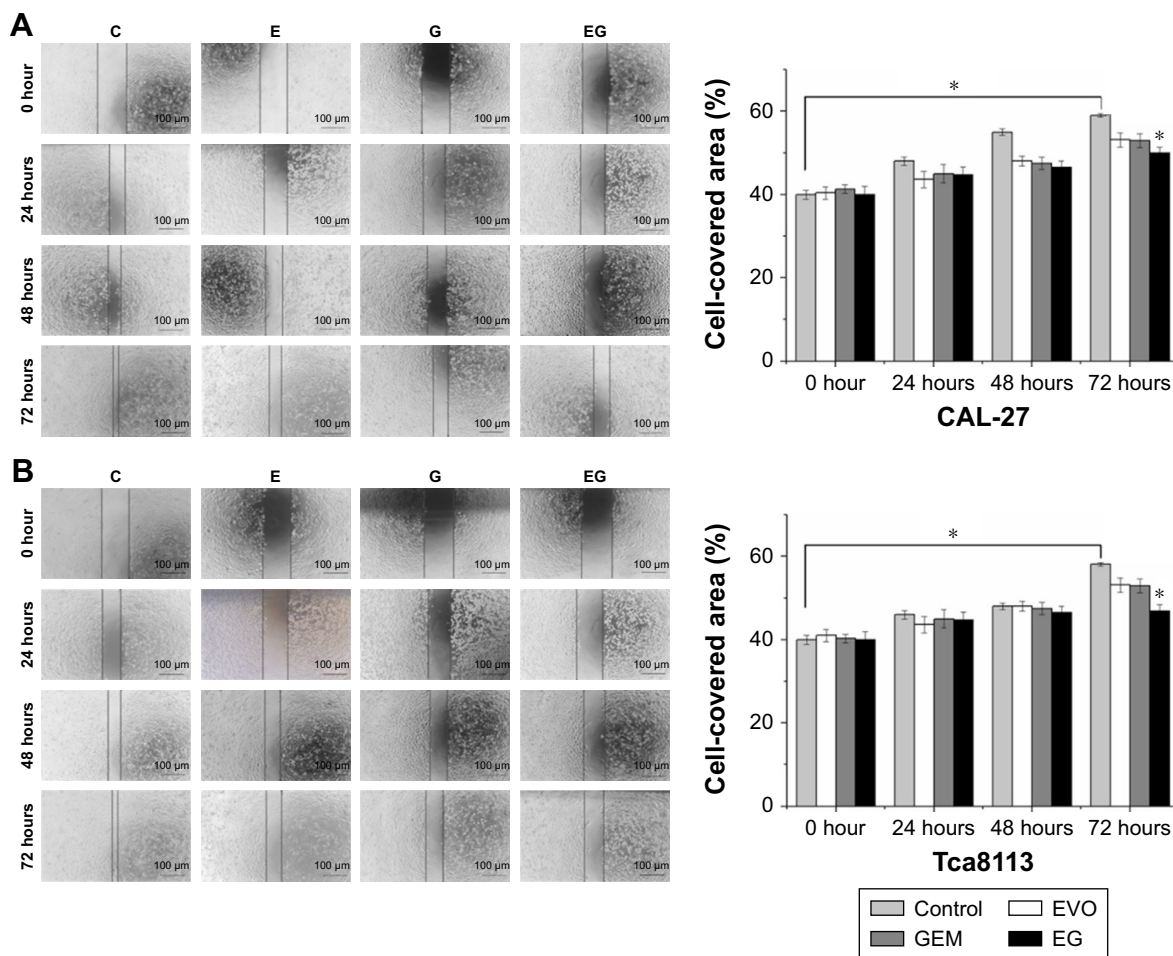 A
C E G EG
0 hour
100 µm 100 µm 100 µm 100 µm
24 hours
100 µm 100 µm 100 µm 100 µm
48 hours
100 µm 100 µm 100 µm 100 µm
72 hours
100 µm 100 µm 100 µm 100 µm
Cell-covered area (%)
60
40
20
0
*
*
0 hour 24 hours 48 hours 72 hours
CAL-27
B
C E G EG
0 hour
100 µm 100 µm 100 µm 100 µm
24 hours
100 µm 100 µm 100 µm 100 µm
48 hours
100 µm 100 µm 100 µm 100 µm
72 hours
100 µm 100 µm 100 µm 100 µm
Cell-covered area (%)
60
40
20
0
*
*
0 hour 24 hours 48 hours 72 hours
Tca8113
Control EVO
GEM EG